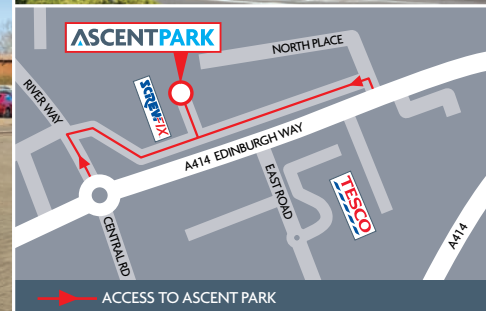 ASCENTPARK
NORTH PLACE
RIVER WAY
SCREWFIX
A414 EDINBURGH WAY
EAST ROAD
TESCO
CENTRAL RD
A414
ACCESS TO ASCENT PARK